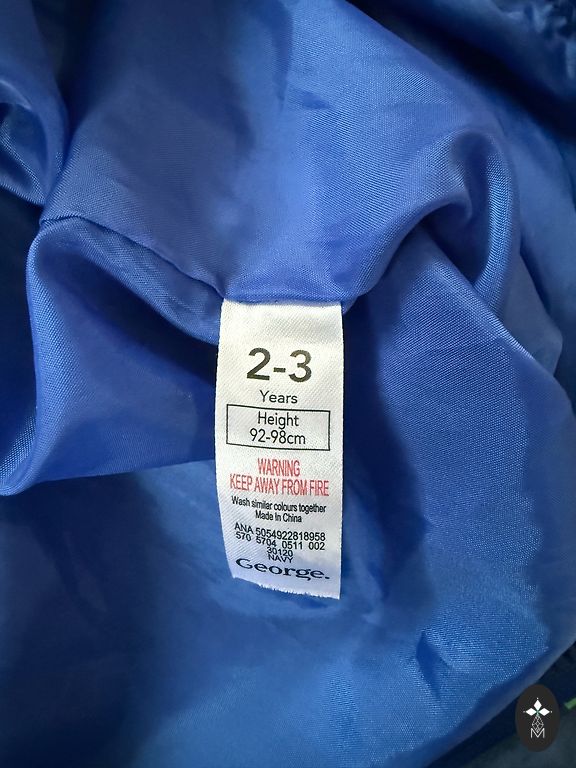 2-3
Years
Height
92-98cm
WARNING
KEEP AWAY FROM FIRE
Wash similar colours together
Made In China
ANA 5054922818958
570 5704 0511 002
30120
NAVY
George.
M